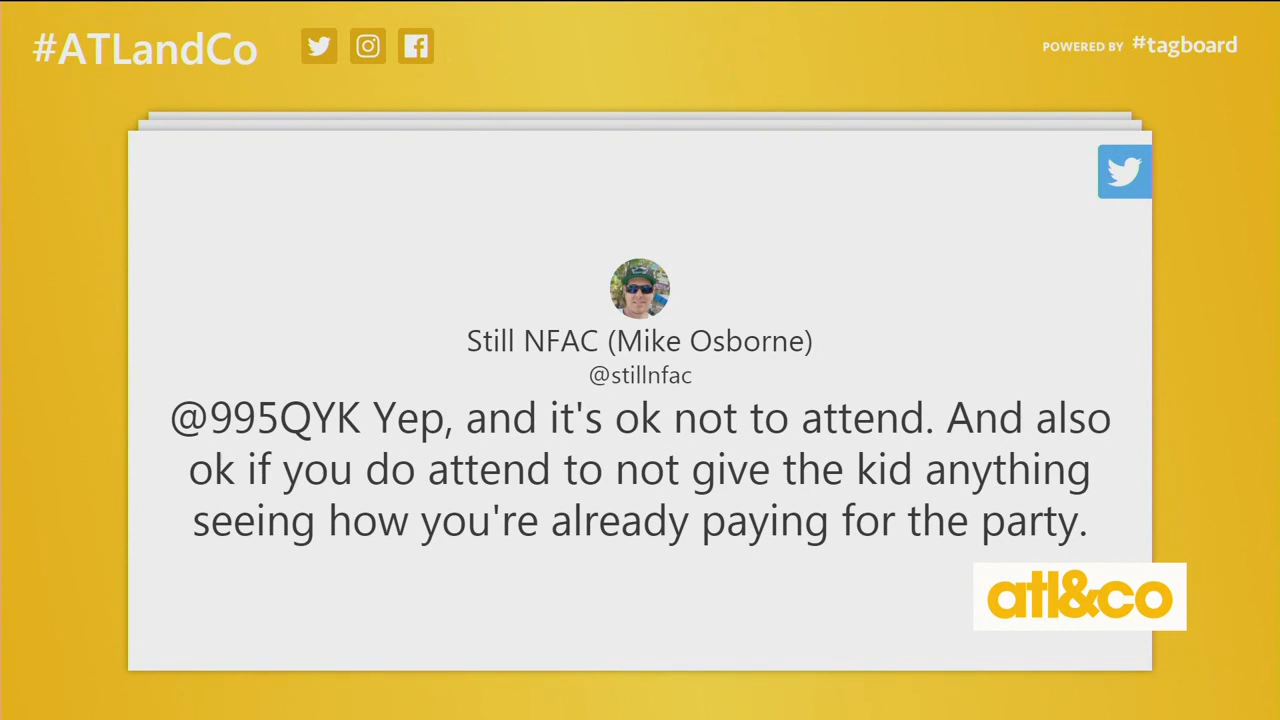 #ATLandCo
POWERED BY #tagboard
Still NFAC (Mike Osborne)
@stillnfac
@995QYK Yep, and it's ok not to attend. And also
ok if you do attend to not give the kid anything
seeing how you're already paying for the party.
atl&co